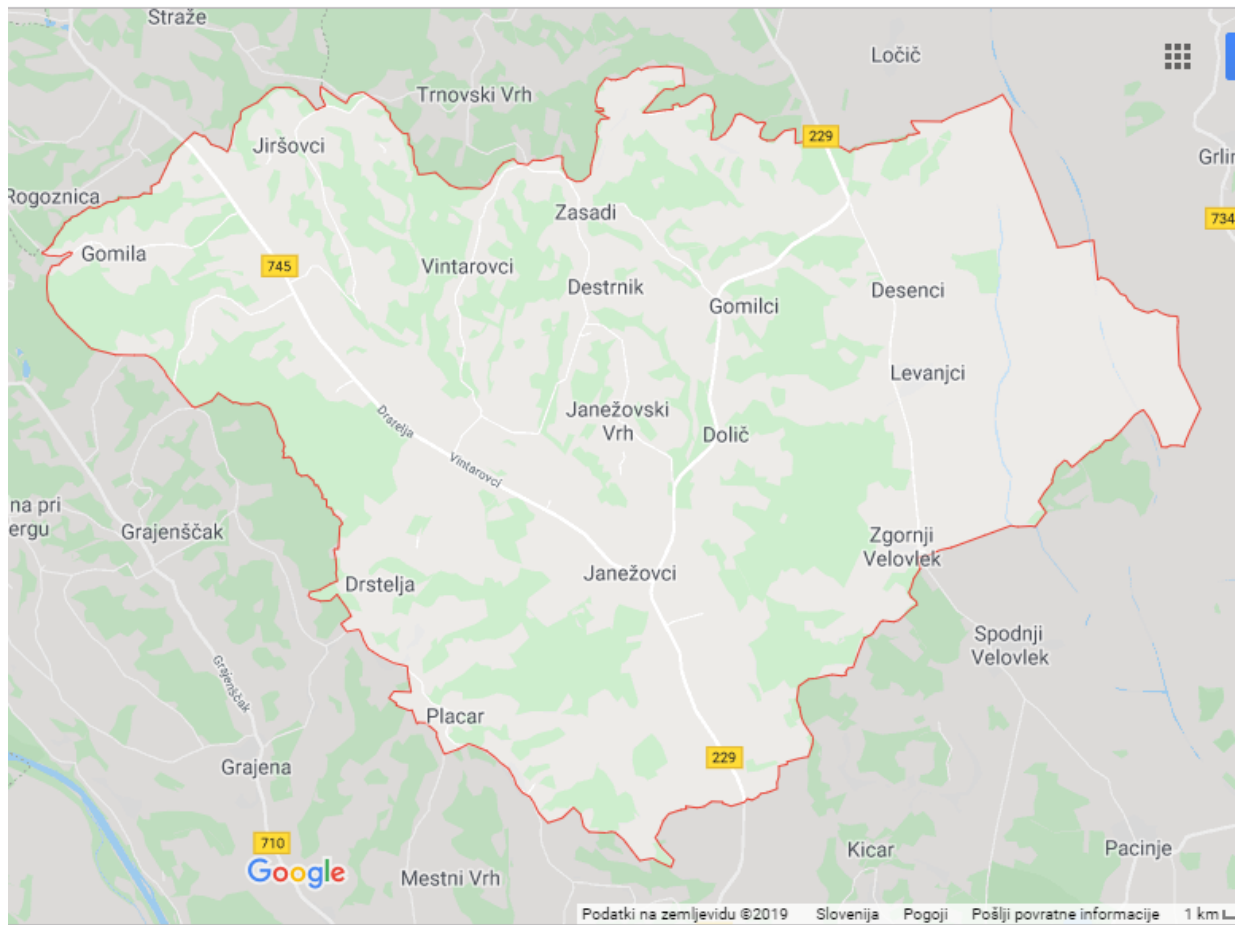 Straže
Ločič
Trnovski Vrh
229
Jiršovci
Rogoznica
Zasadi
734
Gomila
745
Vintarovci
Destrnik
Gomilci
Desenci
Levanjci
Janežovski
Vrh
Drstelja
Dolič
Vintarovci
na pri
ergu
Grajenščak
Zgornji
Velovlek
Janežovci
Drstelja
Spodnji
Velovlek
Grajenščak
Placar
229
Grajena
710
Google
Mestni Vrh
Kicar
Pacinje
Podatki na zemljevidu ©2019 Slovenija Pogoji Pošlji povratne informacije 1 km